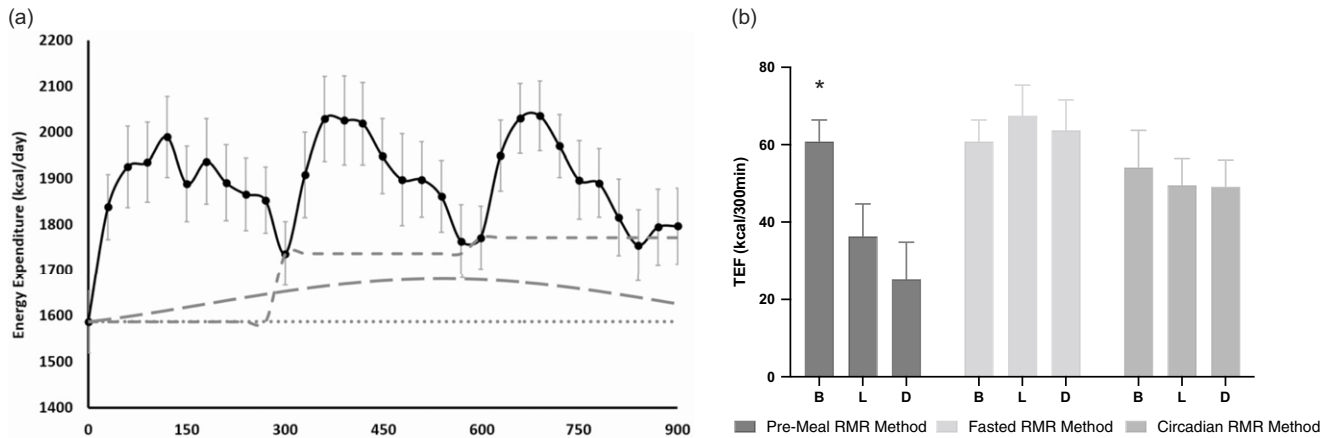 (a)
2200
2100
2000
1900
1800
1700
1600
1500
1400
Energy Expenditure (kcal/day)
0 150 300 450 600 750 900
(b)
80
60
40
20
0
TEF (kcal/300min)
*
B L D B L D B L D
Pre-Meal RMR Method Fasted RMR Method Circadian RMR Method